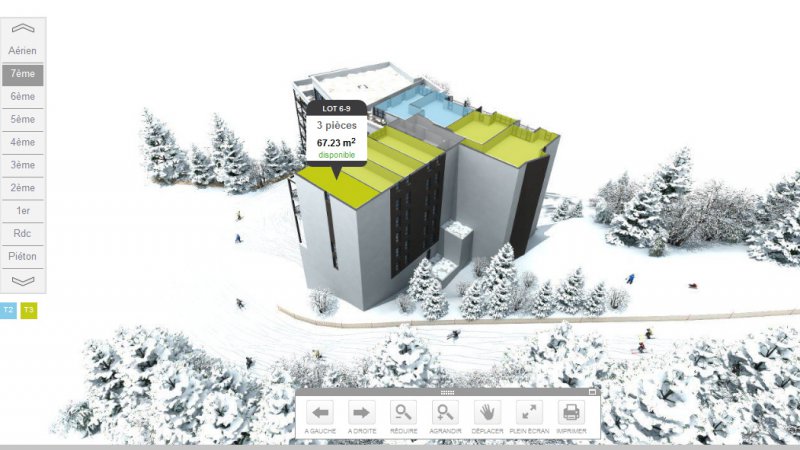 Aérien
7ème
6ème
5ème
4ème
3ème
2ème
1er
Rdc
Piéton
T2 T3
LOT 6-9
3 pièces
67.23 m²
disponible
A GAUCHE A DROITE RÉDUIRE AGRANDIR DÉPLACER PLEIN ÉCRAN IMPRIMER